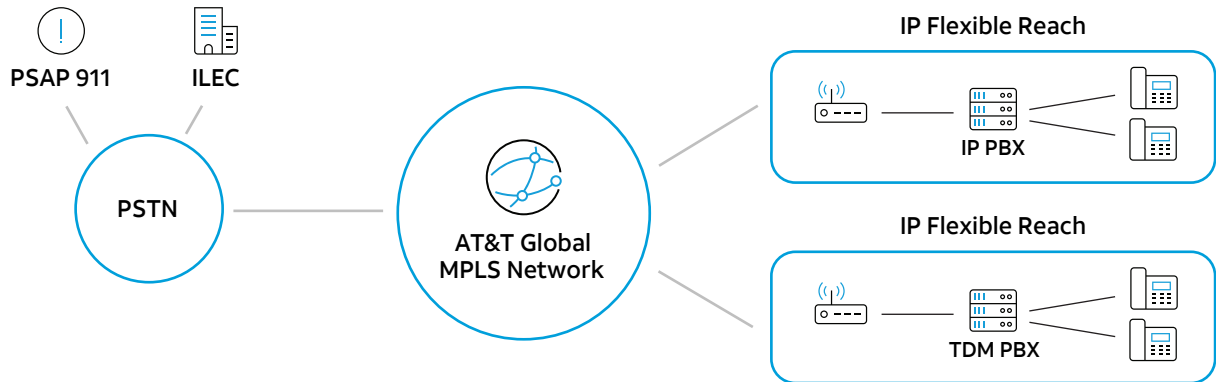 PSAP 911
ILEC
PSTN
AT&T Global
MPLS Network
IP Flexible Reach
IP PBX
IP Flexible Reach
TDM PBX